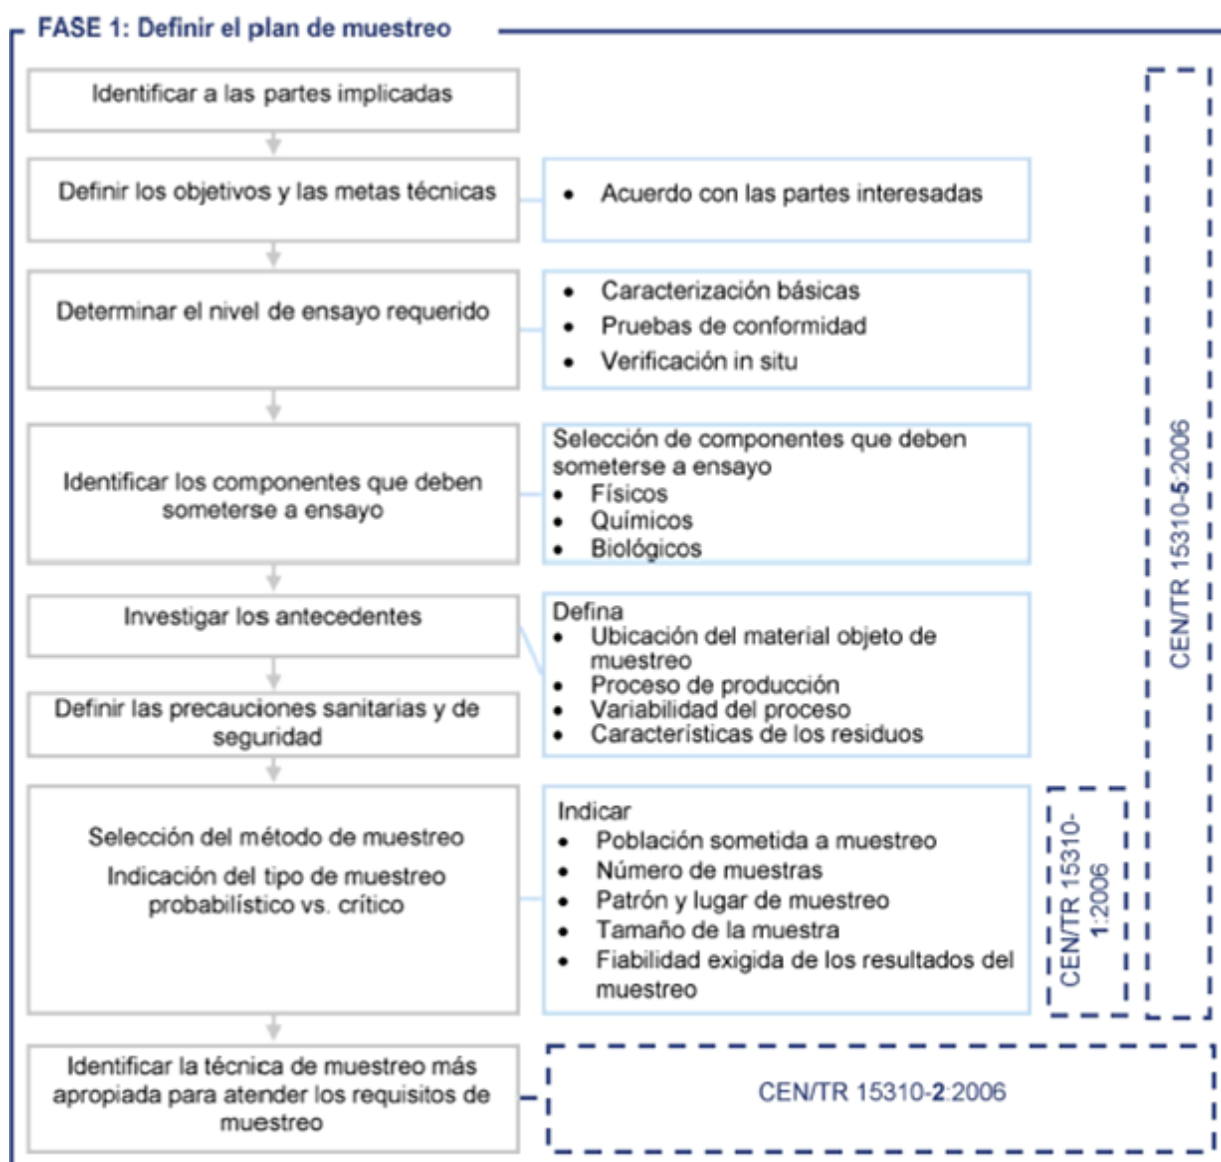 FASE 1: Definir el plan de muestreo
Identificar a las partes implicadas
Definir los objetivos y las metas técnicas
• Acuerdo con las partes interesadas
Determinar el nivel de ensayo requerido
• Caracterización básicas
• Pruebas de conformidad
• Verificación in situ
Identificar los componentes que deben
someterse a ensayo
Selección de componentes que deben
someterse a ensayo
• Físicos
• Químicos
• Biológicos
Investigar los antecedentes
Defina
• Ubicación del material objeto de
muestreo
• Proceso de producción
• Variabilidad del proceso
• Características de los residuos
Definir las precauciones sanitarias y de
seguridad
Selección del método de muestreo
Indicación del tipo de muestreo
probabilístico vs. crítico
Indicar
• Población sometida a muestreo
• Número de muestras
• Patrón y lugar de muestreo
• Tamaño de la muestra
• Fiabilidad exigida de los resultados del
muestreo
CEN/TR 15310-
1:2006
CEN/TR 15310-5:2006
Identificar la técnica de muestreo más
apropiada para atender los requisitos de
muestreo
CEN/TR 15310-2:2006